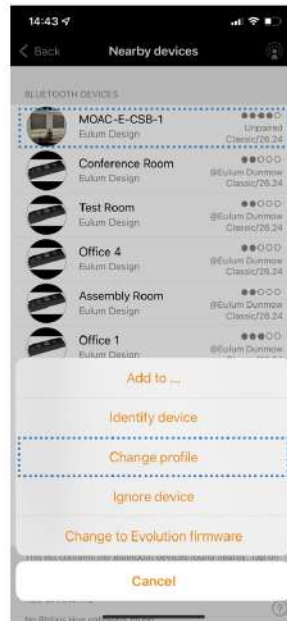 14:43
Back
Nearby devices
BLUETOOTH DEVICES
MOAC-E-CSB-1
Eulum Design
Unpaired
Classic/26.24
Conference Room
Eulum Design
@Eulum Dunmow
Classic/26.24
Test Room
Eulum Design
@Eulum Dunmow
Classic/26.24
Office 4
Eulum Design
@Eulum Dunmow
Classic/26.24
Assembly Room
Eulum Design
@Eulum Dunmow
Classic/26.24
Office 1
Eulum Design
@Eulum Dunmow
Add to ...
Identify device
Change profile
Ignore device
Change to Evolution firmware
Cancel